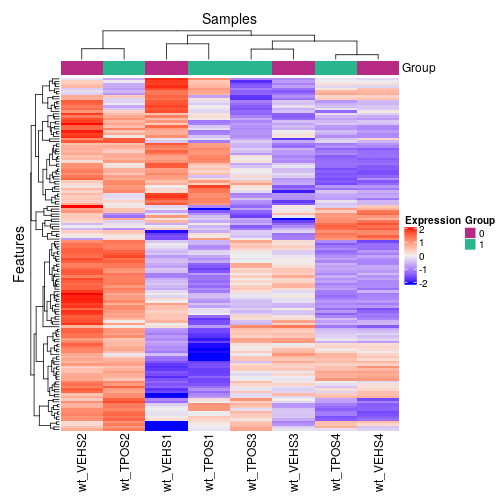 Samples
Group
Features
Expression
2
1
0
-1
-2
Group
0
1
wt_VEHS2
wt_TPOS2
wt_VEHS1
wt_TPOS1
wt_TPOS3
wt_VEHS3
wt_TPOS4
wt_VEHS4